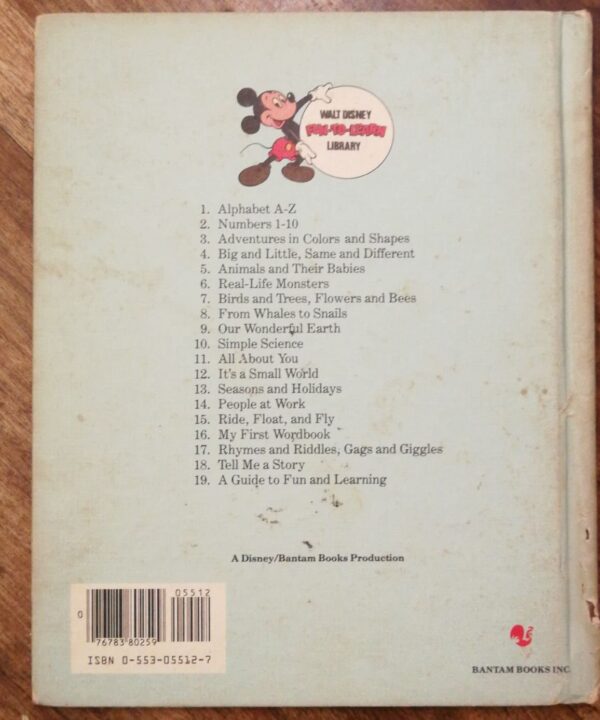 WALT DISNEY
FUN-TO-LEARN
LIBRARY
1. Alphabet A-Z
2. Numbers 1-10
3. Adventures in Colors and Shapes
4. Big and Little, Same and Different
5. Animals and Their Babies
6. Real-Life Monsters
7. Birds and Trees, Flowers and Bees
8. From Whales to Snails
9. Our Wonderful Earth
10. Simple Science
11. All About You
12. It's a Small World
13. Seasons and Holidays
14. People at Work
15. Ride, Float, and Fly
16. My First Wordbook
17. Rhymes and Riddles, Gags and Giggles
18. Tell Me a Story
19. A Guide to Fun and Learning
A Disney/Bantam Books Production
05512
0 76783 80259
ISBN 0-553-05512-7
BANTAM BOOKS INC.